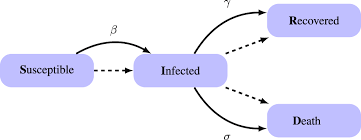 γ
Recovered
β
Susceptible
Infected
Death
σ